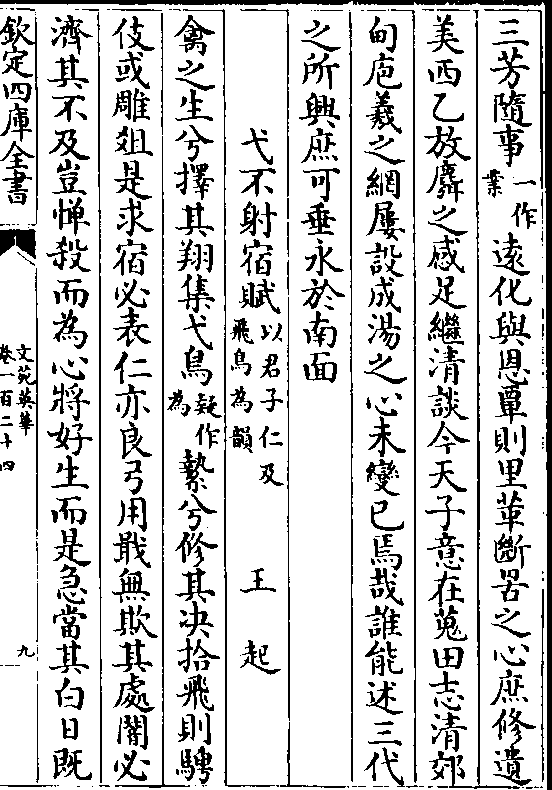 三芳隨事一作業遠化與恩單則里革斷罟之心庶修遺
美西乙放麛之感足繼清談今天子意在蒐田志清郊
甸庖羲之網屢設成湯之心未變已焉哉誰能述三代
之所興庶可垂永於南面
弋不射宿賦以君子仁及飛鳥為韻 王起
禽之生兮擇其翔集弋鳥疑作為縶兮修其决拾飛則騁
伎或雕俎是求宿必表仁亦良弓用戢無欺其處闇必
濟其不及豈憚殺而為心將好生而是急當其白日既
欽定四庫全書 文苑英華卷一百二十四 九